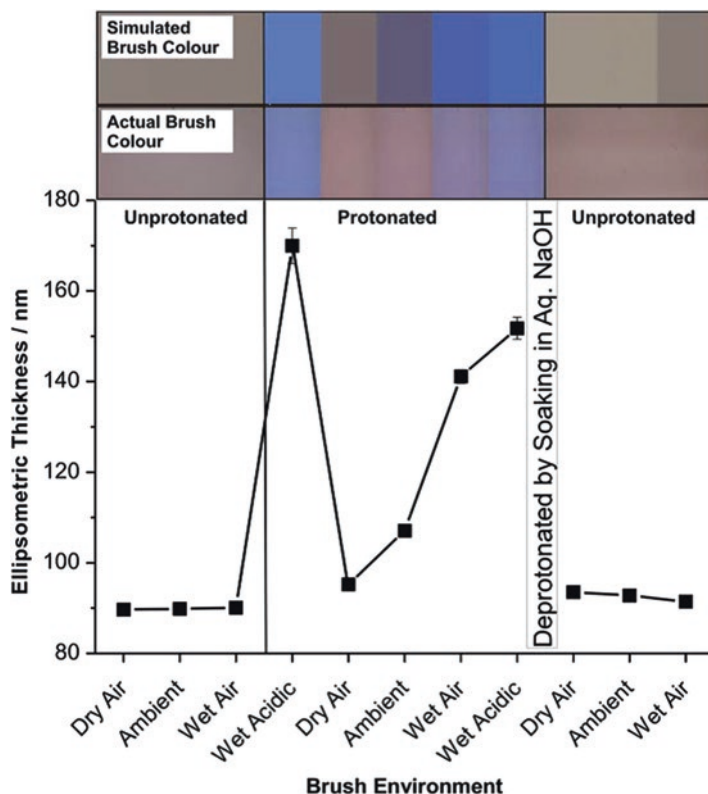 Simulated
Brush Colour
Actual Brush
Colour
180
160
140
120
100
80
Ellipsometric Thickness / nm
Unprotonated
Protonated
Deprotonated by Soaking in Aq. NaOH
Unprotonated
Dry Air
Ambient
Wet Air
Wet Acidic
Dry Air
Ambient
Wet Air
Wet Acidic
Dry Air
Ambient
Wet Air
Brush Environment